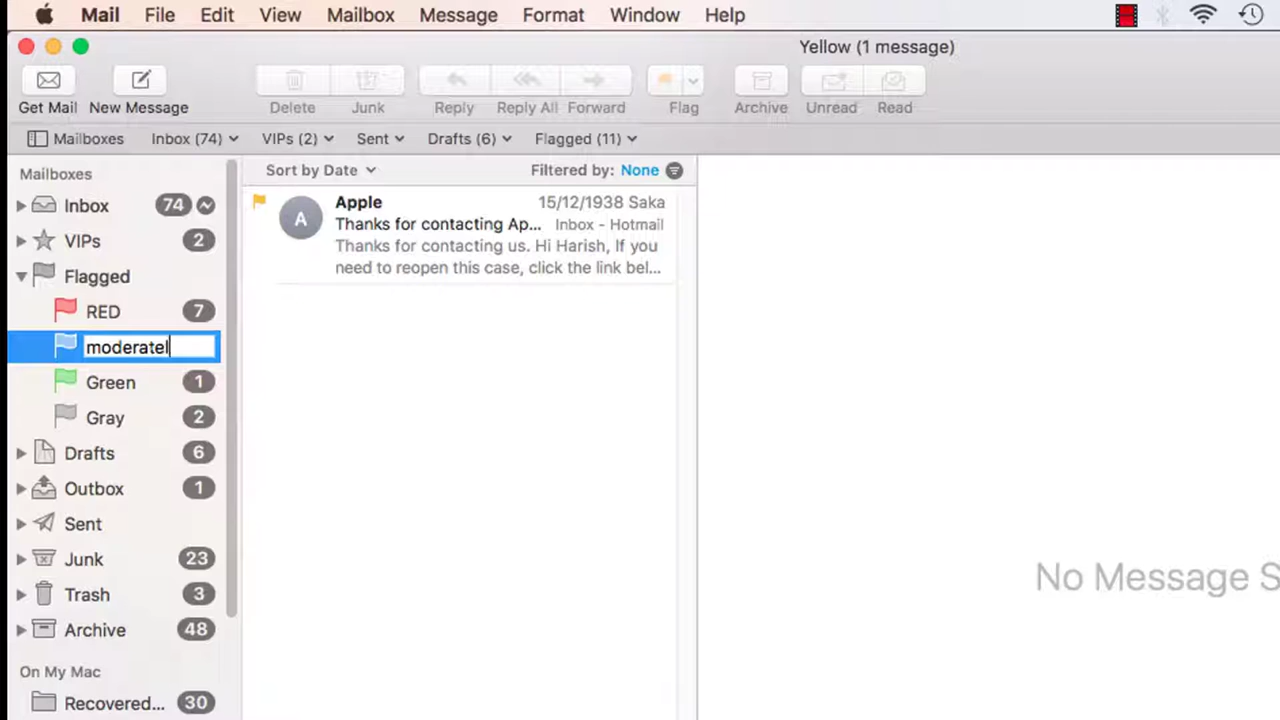 Mail File Edit View Mailbox Message Format Window Help
Yellow (1 message)
Get Mail New Message Delete Junk Reply Reply All Forward Flag Archive Unread Read
Mailboxes Inbox (74) VIPs (2) Sent Drafts (6) Flagged (11)
Mailboxes
Inbox 74
VIPs 2
Flagged
RED 7
moderatel
Green 1
Gray 2
Drafts 6
Outbox 1
Sent
Junk 23
Trash 3
Archive 48
On My Mac
Recovered... 30
Sort by Date Filtered by: None
A
Apple 15/12/1938 Saka
Thanks for contacting Ap... Inbox - Hotmail
Thanks for contacting us. Hi Harish, If you
need to reopen this case, click the link bel...
No Message S